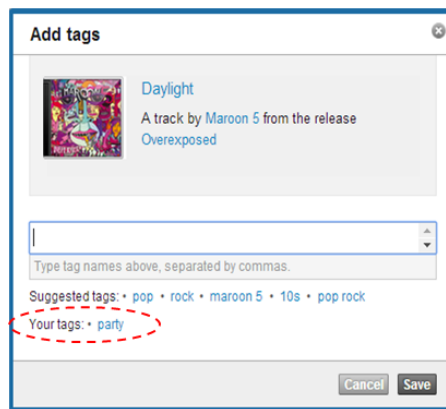 Add tags
Daylight
A track by Maroon 5 from the release
Overexposed
Type tag names above, separated by commas.
Suggested tags: • pop • rock • maroon 5 • 10s • pop rock
Your tags: • party
Cancel Save